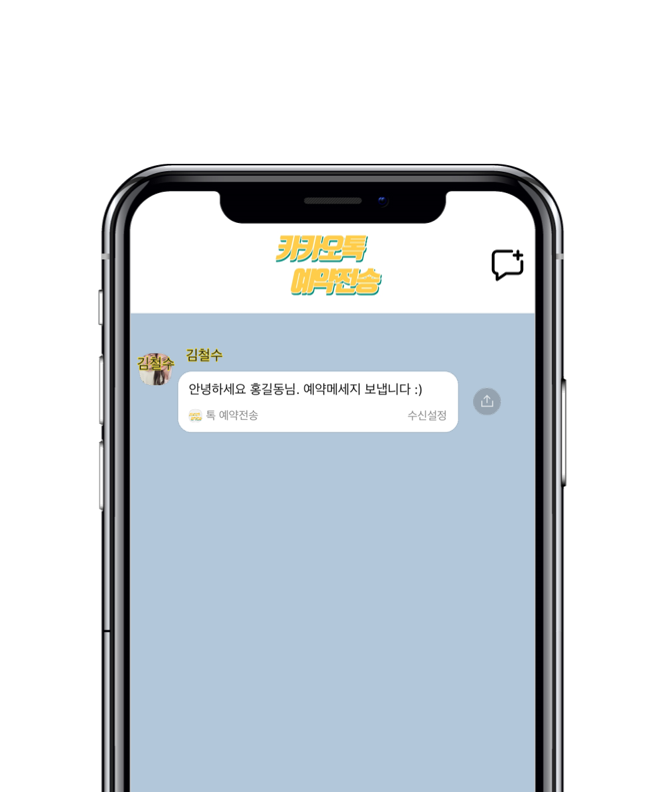 카카오톡
예약전송
김철수
김철수
안녕하세요 홍길동님. 예약메세지 보냅니다 :)
톡 예약전송
수신설정